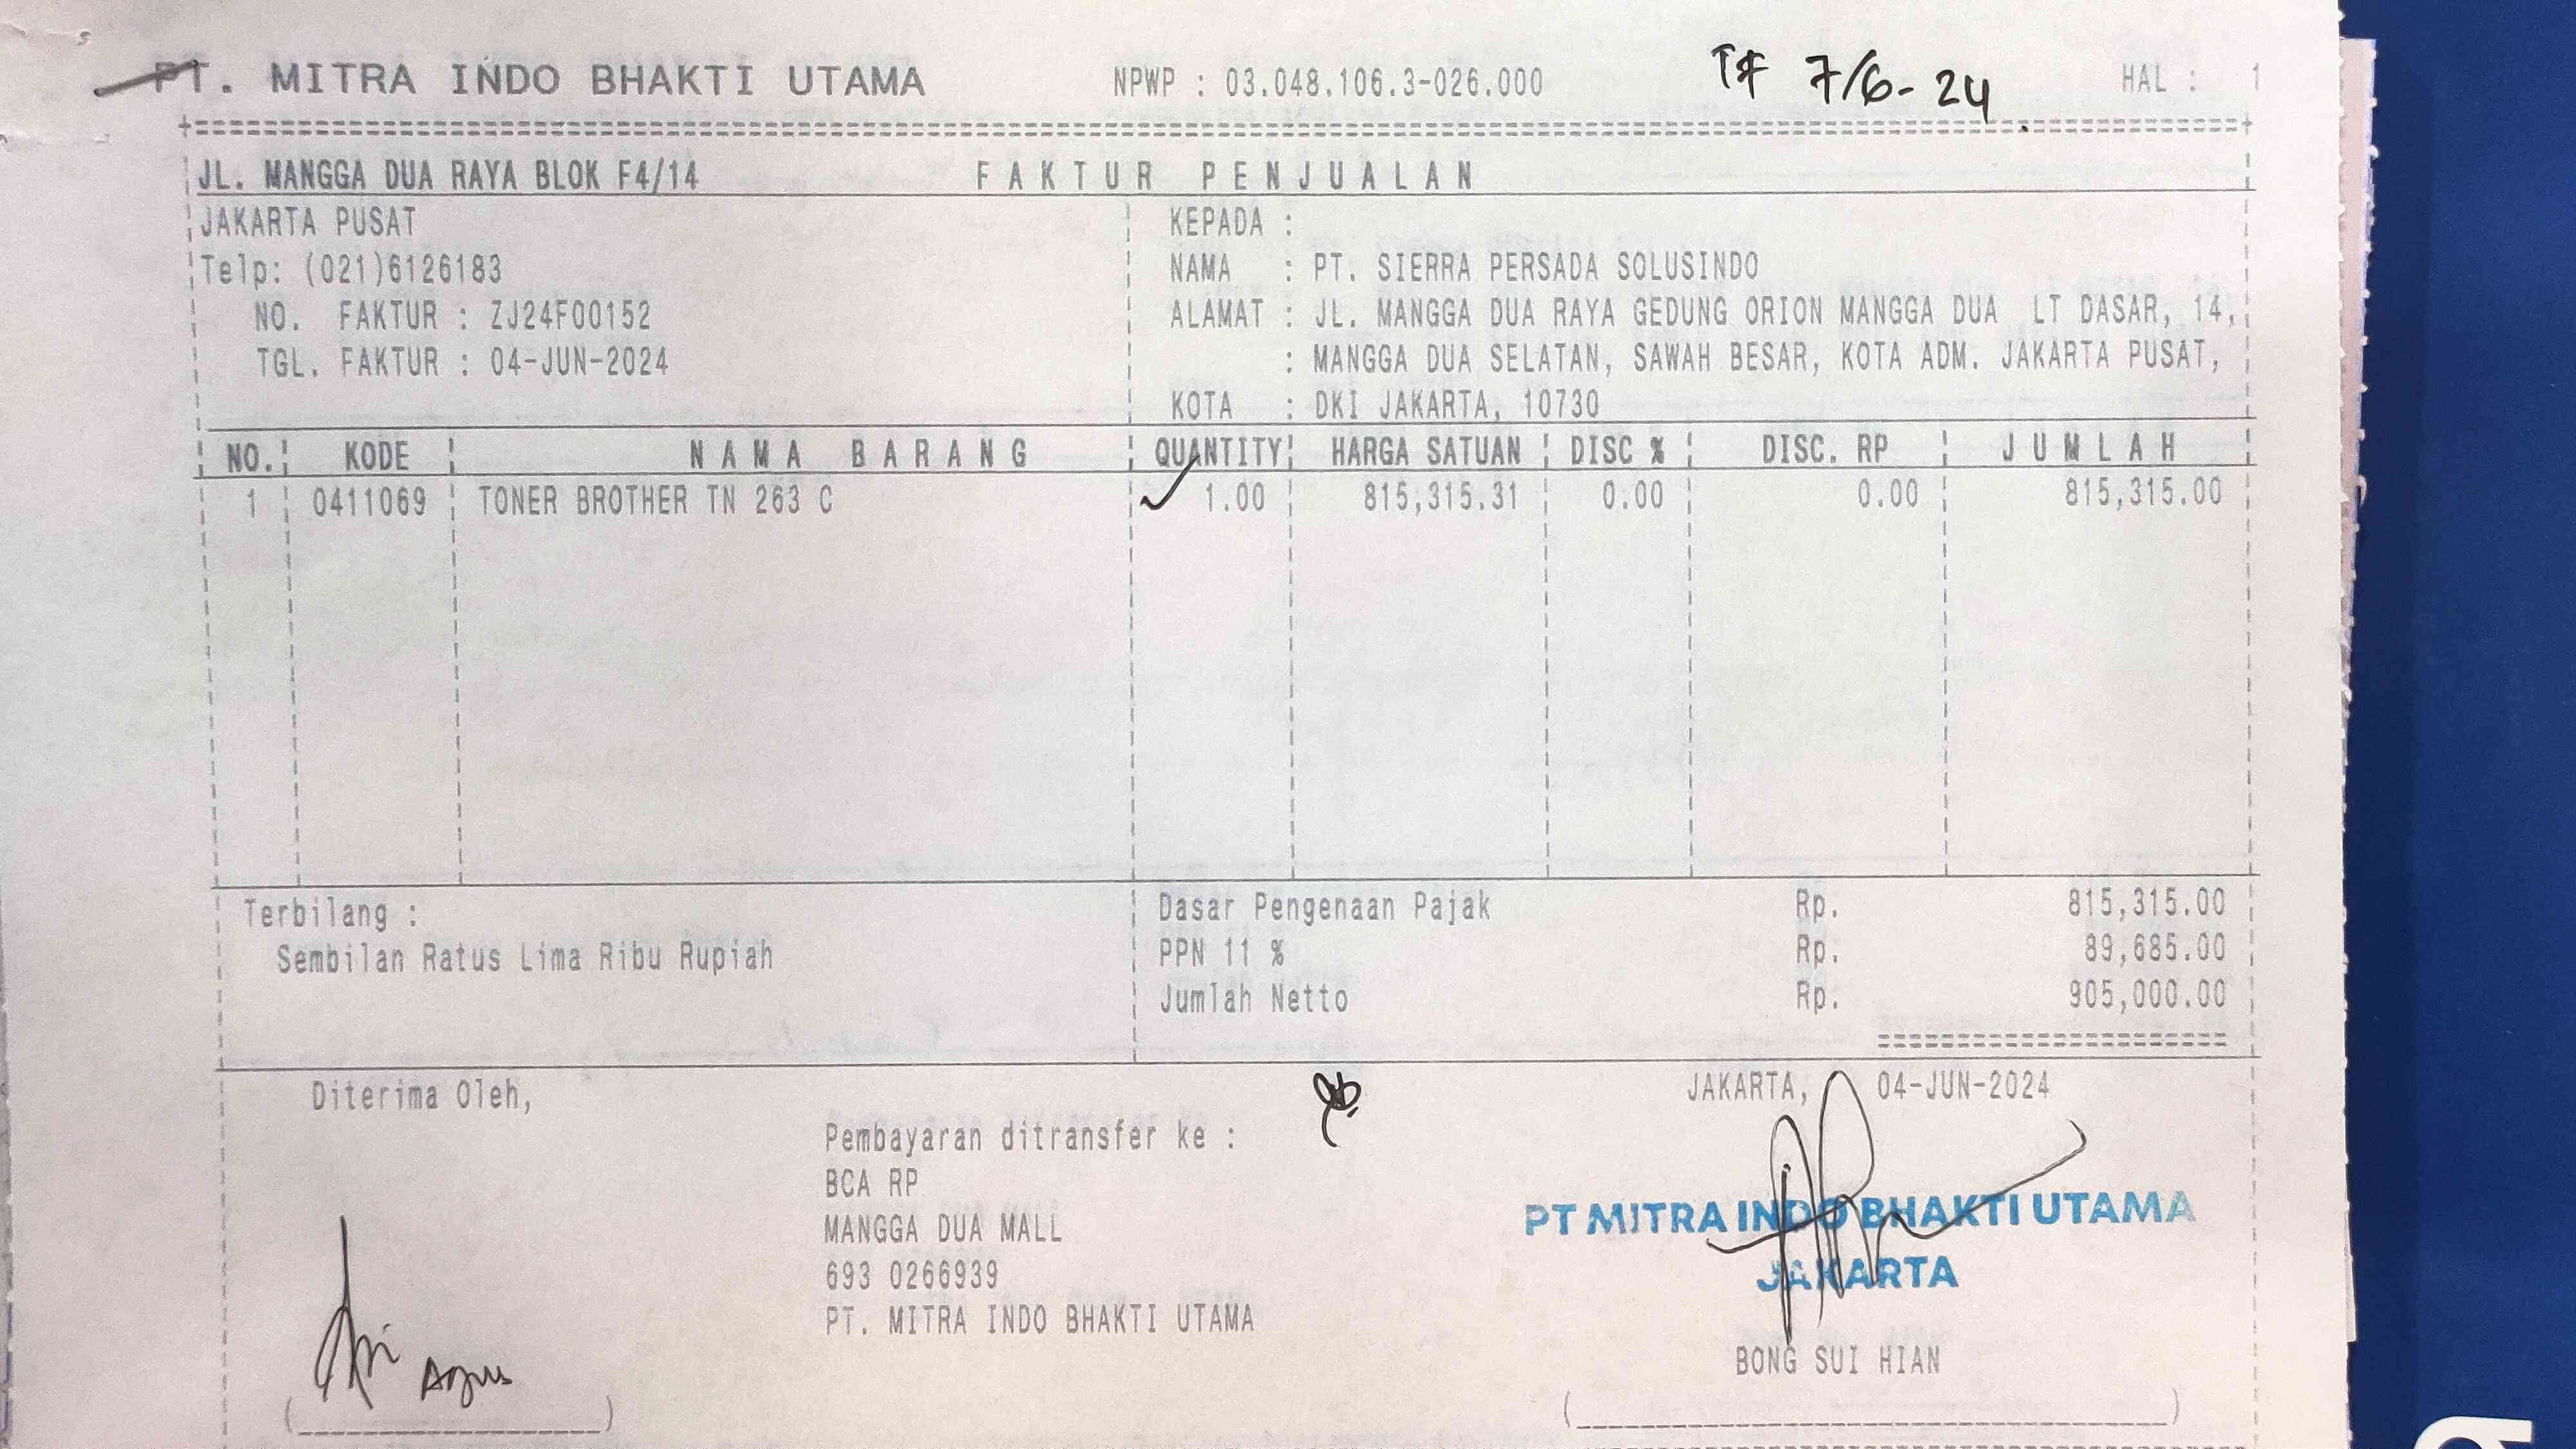 PT. MITRA INDO BHAKTI UTAMA NPWP : 03.048.106.3-026.000 TF 7/6-24 HAL : 1
JL. MANGGA DUA RAYA BLOK F4/14 FAKTUR PENJUALAN
JAKARTA PUSAT KEPADA :
Telp: (021)6126183 NAMA : PT. SIERRA PERSADA SOLUSINDO
NO. FAKTUR : ZJ24F00152 ALAMAT : JL. MANGGA DUA RAYA GEDUNG ORION MANGGA DUA LT DASAR, 14,
TGL. FAKTUR : 04-JUN-2024 : MANGGA DUA SELATAN, SAWAH BESAR, KOTA ADM. JAKARTA PUSAT,
KOTA : DKI JAKARTA, 10730
NO. KODE NAMA BARANG QUANTITY HARGA SATUAN DISC % DISC. RP JUMLAH
1 0411069 TONER BROTHER TN 263 C 1.00 815,315.31 0.00 0.00 815,315.00
Terbilang : Dasar Pengenaan Pajak Rp. 815,315.00
Sembilan Ratus Lima Ribu Rupiah PPN 11 % Rp. 89,685.00
Jumlah Netto Rp. 905,000.00
Diterima Oleh, JAKARTA, 04-JUN-2024
Pembayaran ditransfer ke :
BCA RP
MANGGA DUA MALL PT MITRA INDO BHAKTI UTAMA
693 0266939 JAKARTA
PT. MITRA INDO BHAKTI UTAMA
BONG SUI HIAN
Agus